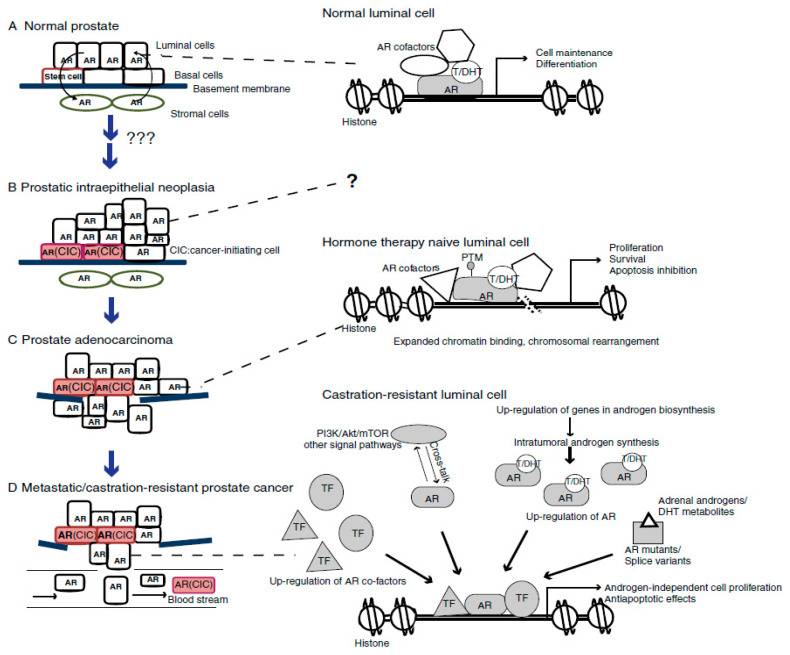 A Normal prostate
AR AR AR AR
Luminal cells
Stem cell
Basal cells
Basement membrane
AR AR
Stromal cells
???
Normal luminal cell
AR cofactors
T/DHT
AR
Cell maintenance
Differentiation
Histone
B Prostatic intraepithelial neoplasia
?
AR AR AR AR
AR AR AR AR AR
AR(CIC) AR(CIC) AR
CIC:cancer-initiating cell
AR AR
Hormone therapy naive luminal cell
AR cofactors
PTM
T/DHT
AR
Proliferation
Survival
Apoptosis inhibition
Histone
Expanded chromatin binding, chromosomal rearrangement
C Prostate adenocarcinoma
AR AR AR AR
AR(CIC) AR(CIC) AR AR
AR AR AR AR
AR
Castration-resistant luminal cell
PI3K/Akt/mTOR
other signal pathways
Cross-talk
AR
Up-regulation of genes in androgen biosynthesis
Intratumoral androgen synthesis
T/DHT T/DHT T/DHT
AR AR AR
Up-regulation of AR
Adrenal androgens/
DHT metabolites
AR mutants/
Splice variants
TF
TF TF
TF
Up-regulation of AR co-factors
TF AR TF
Androgen-independent cell proliferation
Antiapoptotic effects
Histone
D Metastatic/castration-resistant prostate cancer
AR AR AR AR
AR(CIC) AR(CIC) AR
AR AR
AR AR AR AR(CIC)
Blood stream